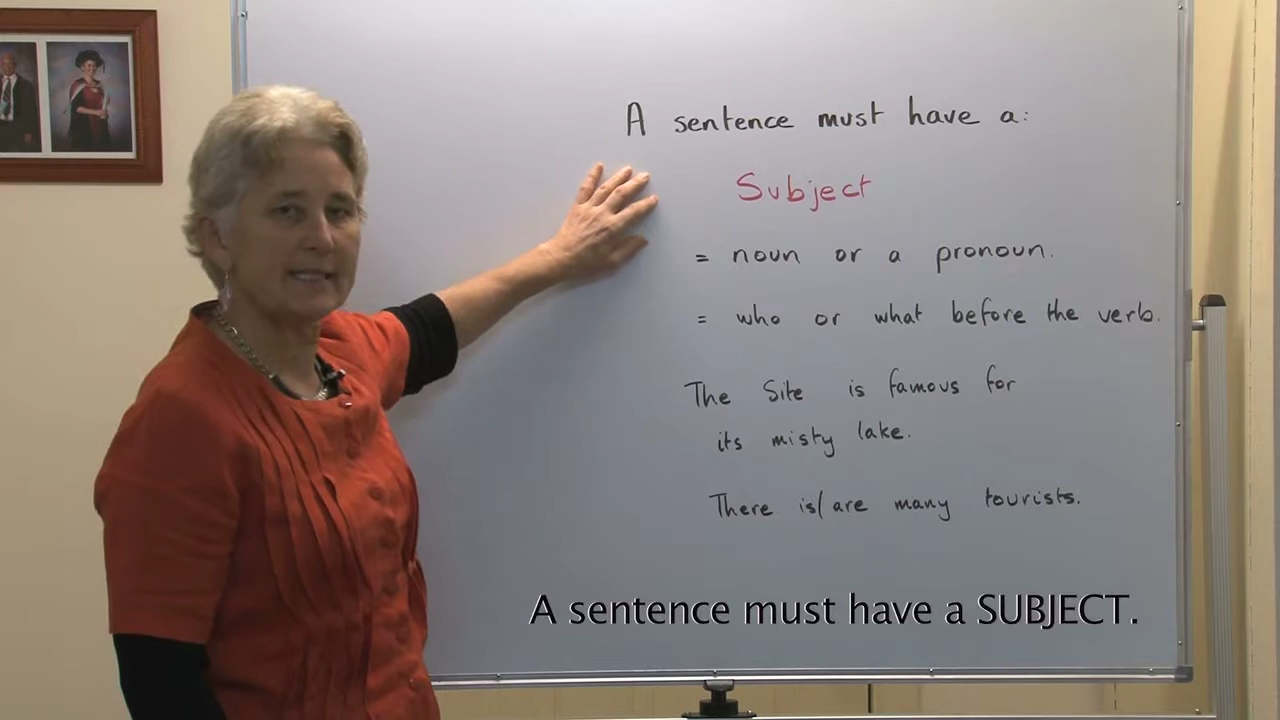 A sentence must have a:
Subject
= noun or a pronoun.
= who or what before the verb.
The Site is famous for
its misty lake.
There is/are many tourists.
A sentence must have a SUBJECT.